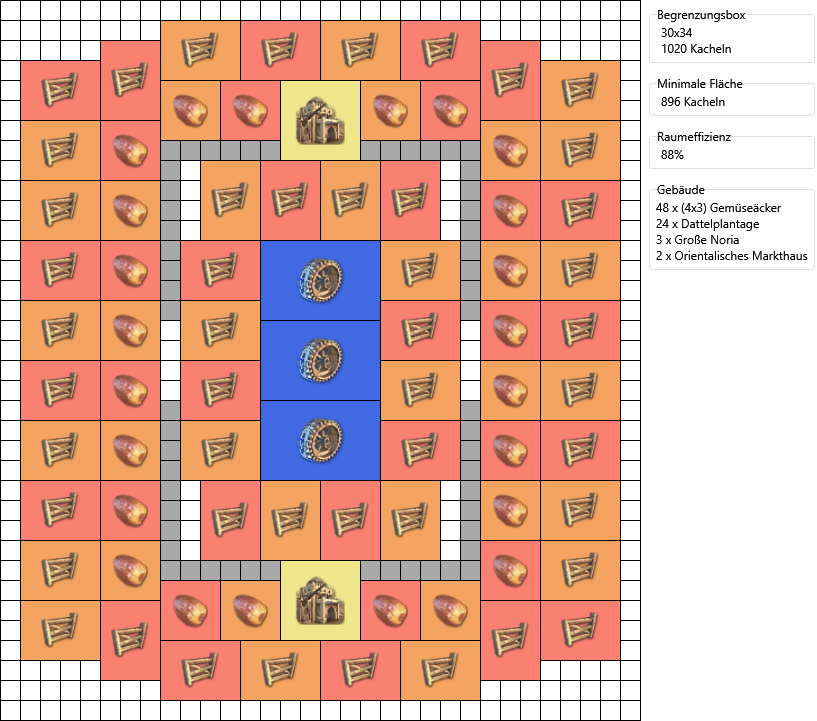 Begrenzungsbox
30x34
1020 Kacheln
Minimale Fläche
896 Kacheln
Raumeffizienz
88%
Gebäude
48 x (4x3) Gemüseäcker
24 x Dattelplantage
3 x Große Noria
2 x Orientalisches Markthaus